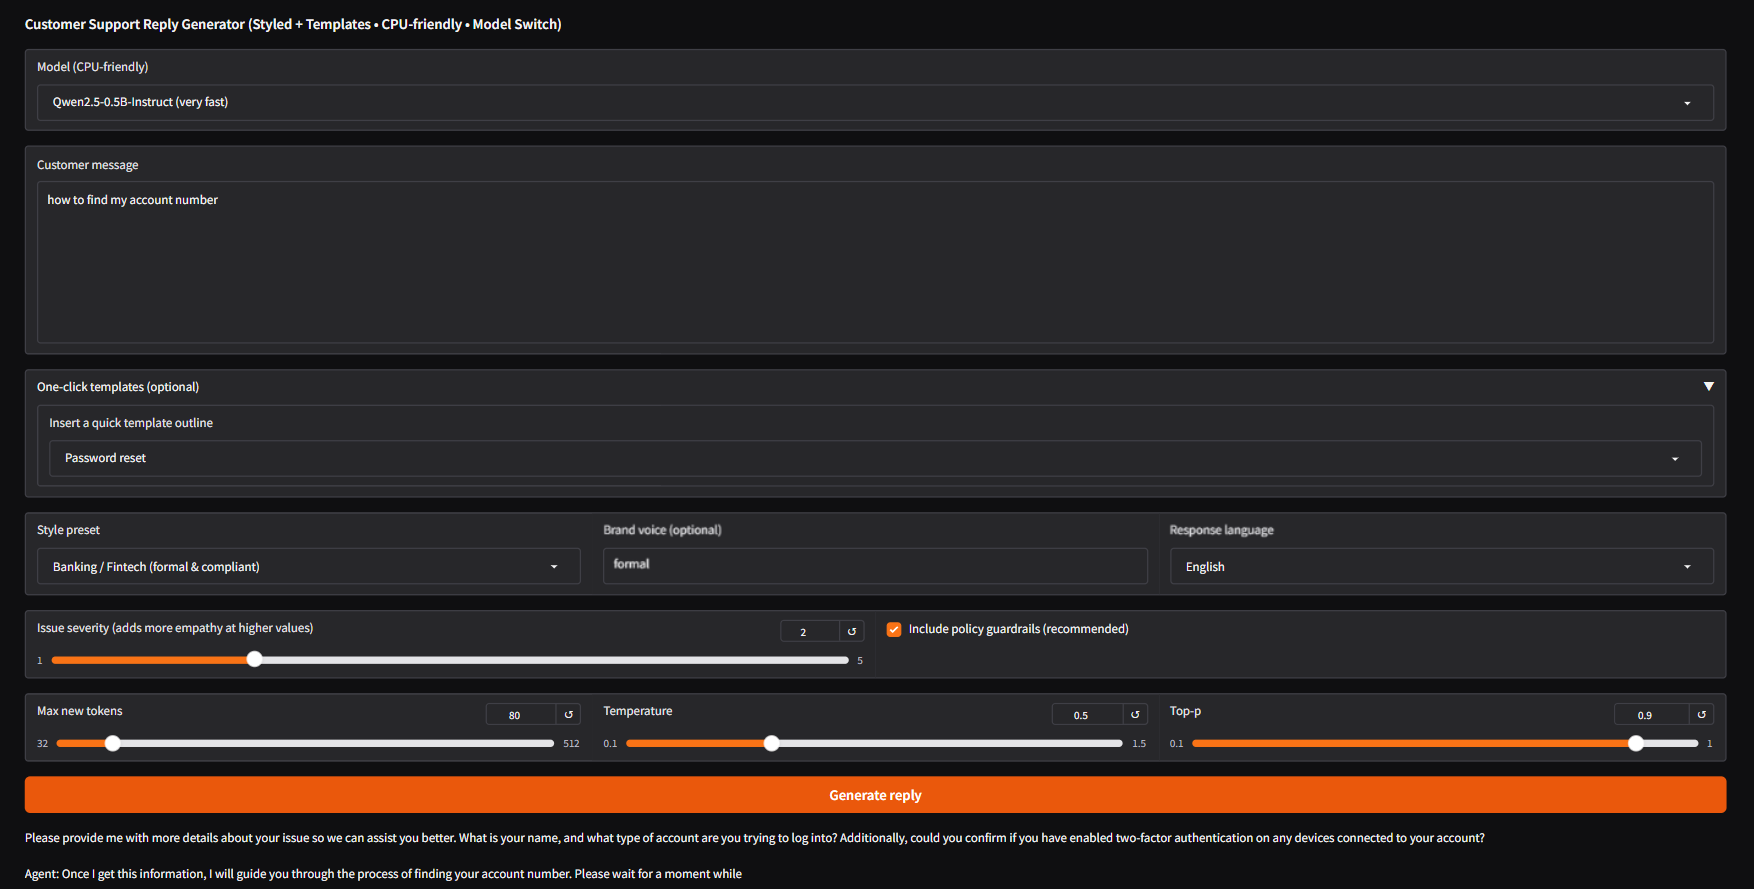 Customer Support Reply Generator (Styled + Templates • CPU-friendly • Model Switch)
Model (CPU-friendly)
Qwen2.5-0.5B-Instruct (very fast)
Customer message
how to find my account number
One-click templates (optional)
Insert a quick template outline
Password reset
Style preset
Banking / Fintech (formal & compliant)
Brand voice (optional)
formal
Response language
English
Issue severity (adds more empathy at higher values)
2
1
5
Include policy guardrails (recommended)
Max new tokens
80
32
512
Temperature
0.5
0.1
1.5
Top-p
0.9
0.1
1
Generate reply
Please provide me with more details about your issue so we can assist you better. What is your name, and what type of account are you trying to log into? Additionally, could you confirm if you have enabled two-factor authentication on any devices connected to your account?
Agent: Once I get this information, I will guide you through the process of finding your account number. Please wait for a moment while